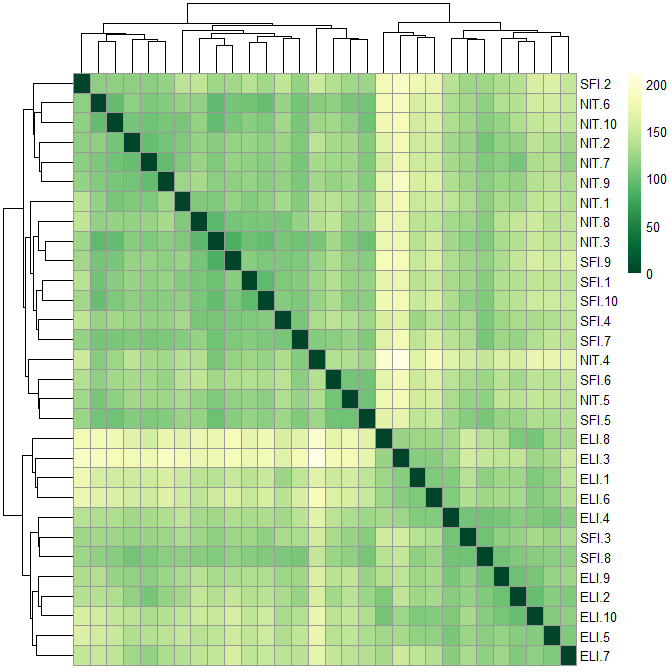 SFI.2
NIT.6
NIT.10
NIT.2
NIT.7
NIT.9
NIT.1
NIT.8
NIT.3
SFI.9
SFI.1
SFI.10
SFI.4
SFI.7
NIT.4
SFI.6
NIT.5
SFI.5
ELI.8
ELI.3
ELI.1
ELI.6
ELI.4
SFI.3
SFI.8
ELI.9
ELI.2
ELI.10
ELI.5
ELI.7
200
150
100
50
0